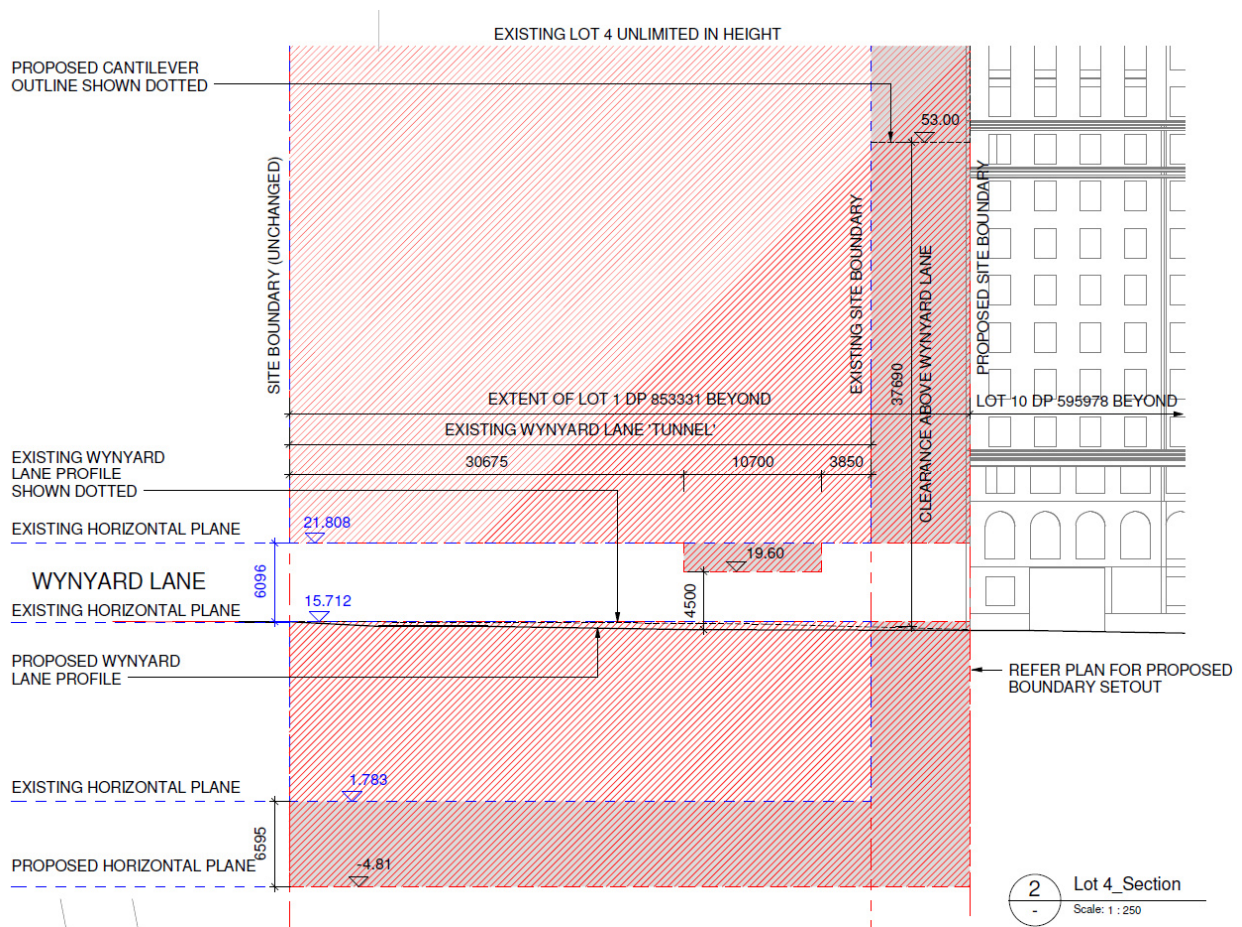 EXISTING LOT 4 UNLIMITED IN HEIGHT
PROPOSED CANTILEVER
OUTLINE SHOWN DOTTED
53.00
SITE BOUNDARY (UNCHANGED)
EXISTING SITE BOUNDARY
37690
CLEARANCE ABOVE WYNYARD LANE
PROPOSED SITE BOUNDARY
EXTENT OF LOT 1 DP 853331 BEYOND
LOT 10 DP 595978 BEYOND
EXISTING WYNYARD LANE 'TUNNEL'
30675
10700
3850
EXISTING WYNYARD
LANE PROFILE
SHOWN DOTTED
EXISTING HORIZONTAL PLANE
21.808
19.60
WYNYARD LANE
6096
4500
EXISTING HORIZONTAL PLANE
15.712
PROPOSED WYNYARD
LANE PROFILE
REFER PLAN FOR PROPOSED
BOUNDARY SETOUT
EXISTING HORIZONTAL PLANE
1.783
6595
PROPOSED HORIZONTAL PLANE
-4.81
2
-
Lot 4_Section
Scale: 1 : 250